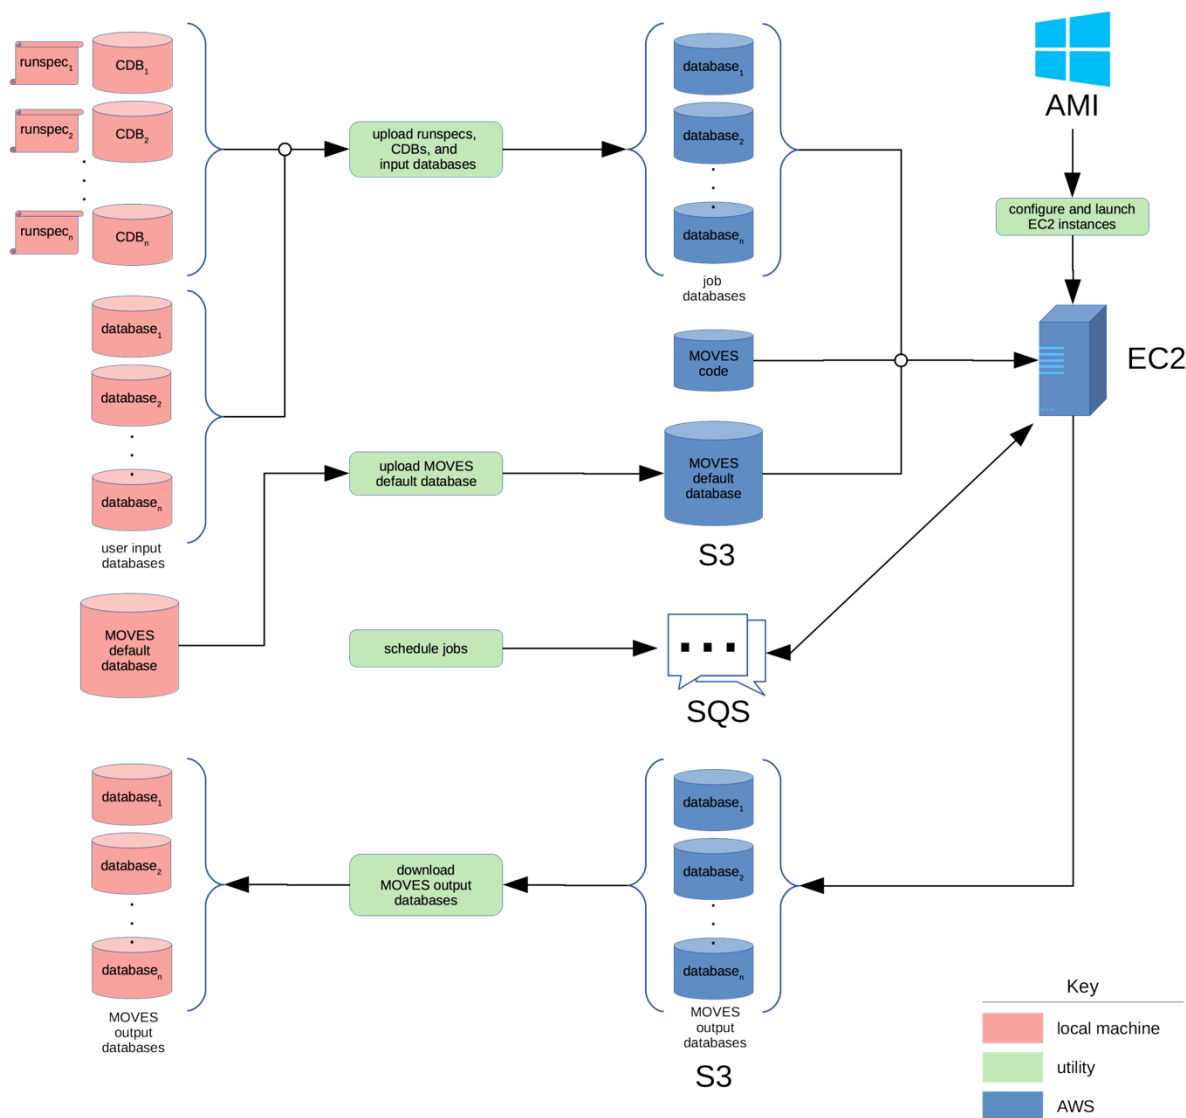 runspec1
CDB1
runspec2
CDB2
runspecn
CDBn
database1
database2
databasen
user input
databases
MOVES
default
database
upload runspecs,
CDBs, and
input databases
upload MOVES
default database
schedule jobs
database1
database2
databasen
job
databases
MOVES
code
MOVES
default
database
S3
SQS
AMI
configure and launch
EC2 instances
EC2
database1
database2
databasen
MOVES
output
databases
download
MOVES output
databases
database1
database2
databasen
MOVES
output
databases
S3
Key
local machine
utility
AWS